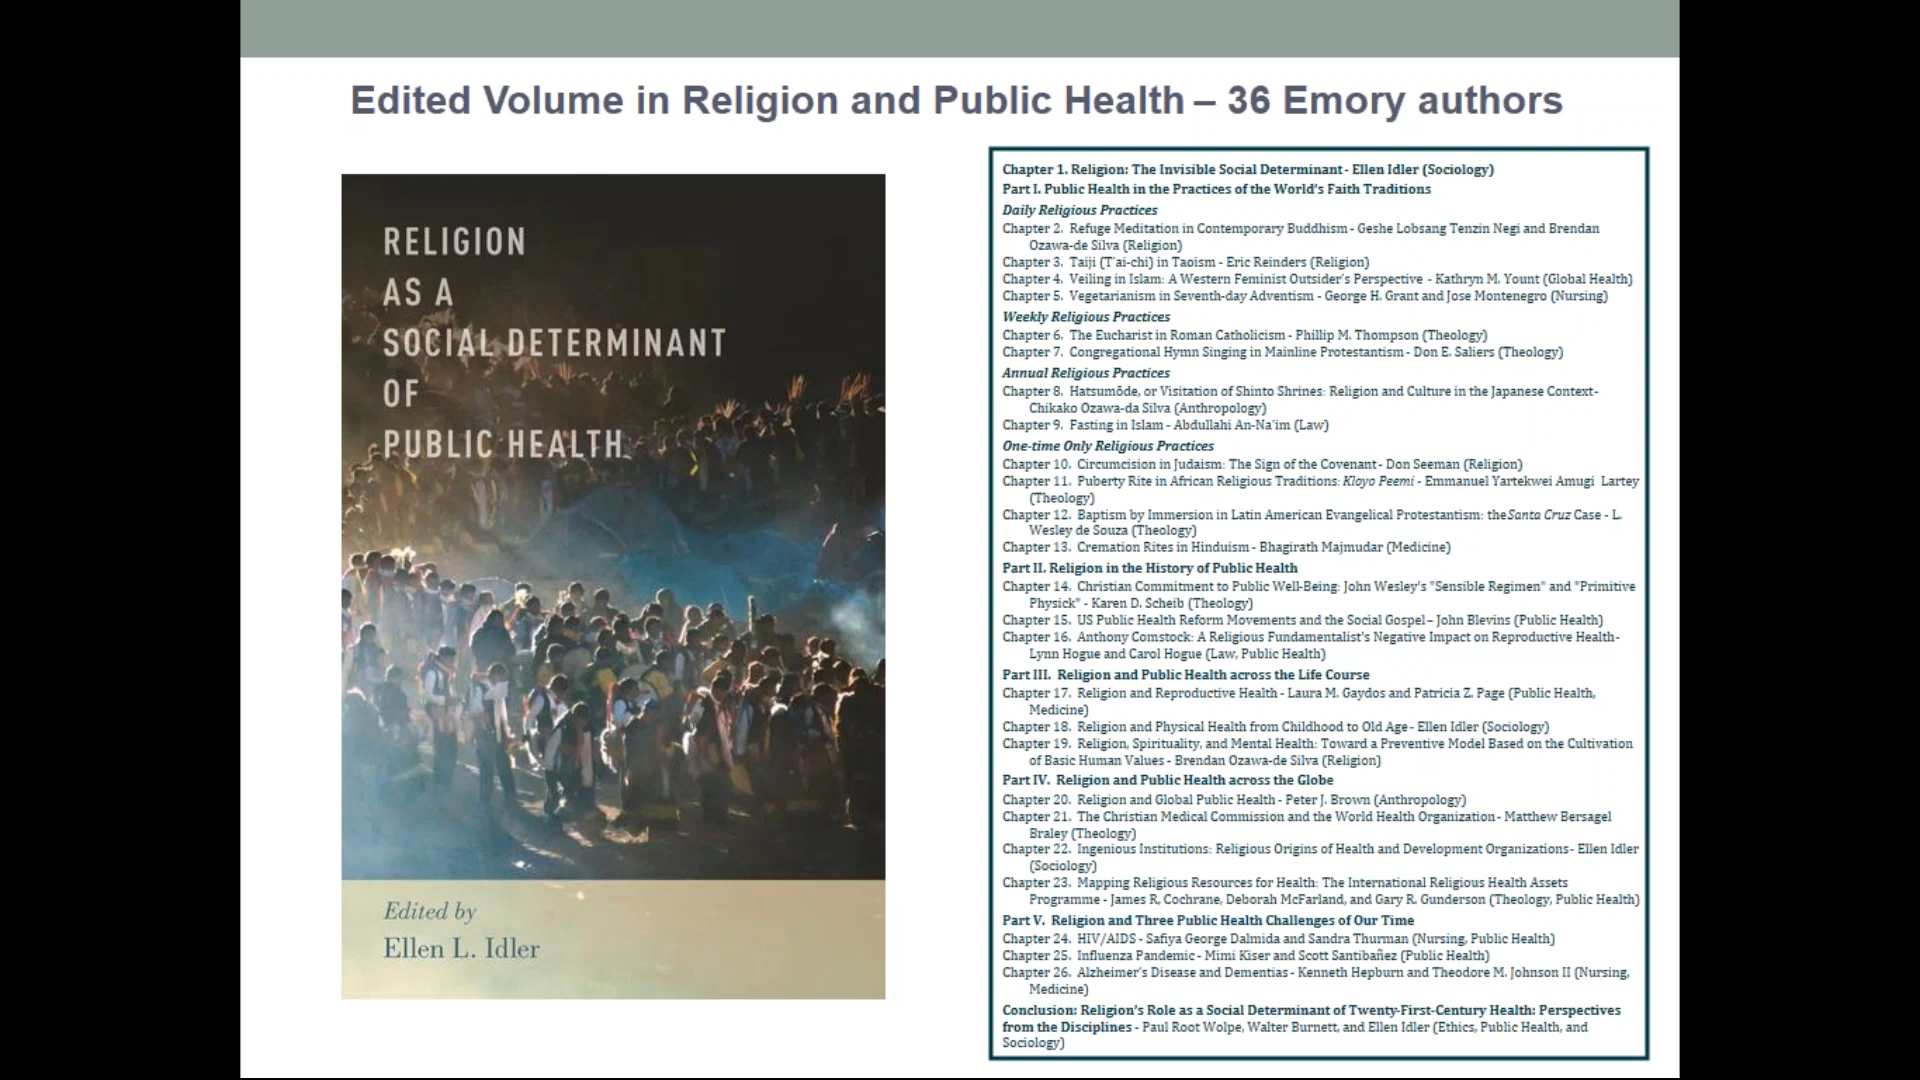 Edited Volume in Religion and Public Health – 36 Emory authors
RELIGION
AS A
SOCIAL DETERMINANT
OF
PUBLIC HEALTH
Edited by
Ellen L. Idler
Chapter 1. Religion: The Invisible Social Determinant - Ellen Idler (Sociology)
Part I. Public Health in the Practices of the World's Faith Traditions
Daily Religious Practices
Chapter 2. Refuge Meditation in Contemporary Buddhism - Geshe Lobsang Tenzin Negi and Brendan
Ozawa-de Silva (Religion)
Chapter 3. Taiji (T'ai-chi) in Taoism - Eric Reinders (Religion)
Chapter 4. Veiling in Islam: A Western Feminist Outsider's Perspective - Kathryn M. Yount (Global Health)
Chapter 5. Vegetarianism in Seventh-day Adventism - George H. Grant and Jose Montenegro (Nursing)
Weekly Religious Practices
Chapter 6. The Eucharist in Roman Catholicism - Phillip M. Thompson (Theology)
Chapter 7. Congregational Hymn Singing in Mainline Protestantism - Don E. Saliers (Theology)
Annual Religious Practices
Chapter 8. Hatsumōde, or Visitation of Shinto Shrines: Religion and Culture in the Japanese Context-
Chikako Ozawa-da Silva (Anthropology)
Chapter 9. Fasting in Islam - Abdullahi An-Na'im (Law)
One-time Only Religious Practices
Chapter 10. Circumcision in Judaism: The Sign of the Covenant - Don Seeman (Religion)
Chapter 11. Puberty Rite in African Religious Traditions: Kloyo Peemi - Emmanuel Yartekwei Amugi Lartey
(Theology)
Chapter 12. Baptism by Immersion in Latin American Evangelical Protestantism: the Santa Cruz Case - L.
Wesley de Souza (Theology)
Chapter 13. Cremation Rites in Hinduism - Bhagirath Majmudar (Medicine)
Part II. Religion in the History of Public Health
Chapter 14. Christian Commitment to Public Well-Being: John Wesley's "Sensible Regimen" and "Primitive
Physick" - Karen D. Scheib (Theology)
Chapter 15. US Public Health Reform Movements and the Social Gospel – John Blevins (Public Health)
Chapter 16. Anthony Comstock: A Religious Fundamentalist's Negative Impact on Reproductive Health-
Lynn Hogue and Carol Hogue (Law, Public Health)
Part III. Religion and Public Health across the Life Course
Chapter 17. Religion and Reproductive Health - Laura M. Gaydos and Patricia Z. Page (Public Health,
Medicine)
Chapter 18. Religion and Physical Health from Childhood to Old Age - Ellen Idler (Sociology)
Chapter 19. Religion, Spirituality, and Mental Health: Toward a Preventive Model Based on the Cultivation
of Basic Human Values - Brendan Ozawa-de Silva (Religion)
Part IV. Religion and Public Health across the Globe
Chapter 20. Religion and Global Public Health - Peter J. Brown (Anthropology)
Chapter 21. The Christian Medical Commission and the World Health Organization - Matthew Bersagel
Braley (Theology)
Chapter 22. Ingenious Institutions: Religious Origins of Health and Development Organizations - Ellen Idler
(Sociology)
Chapter 23. Mapping Religious Resources for Health: The International Religious Health Assets
Programme - James R, Cochrane, Deborah McFarland, and Gary R. Gunderson (Theology, Public Health)
Part V. Religion and Three Public Health Challenges of Our Time
Chapter 24. HIV/AIDS - Safiya George Dalmida and Sandra Thurman (Nursing, Public Health)
Chapter 25. Influenza Pandemic - Mimi Kiser and Scott Santibañez (Public Health)
Chapter 26. Alzheimer's Disease and Dementias - Kenneth Hepburn and Theodore M. Johnson II (Nursing,
Medicine)
Conclusion: Religion's Role as a Social Determinant of Twenty-First-Century Health: Perspectives
from the Disciplines - Paul Root Wolpe, Walter Burnett, and Ellen Idler (Ethics, Public Health, and
Sociology)